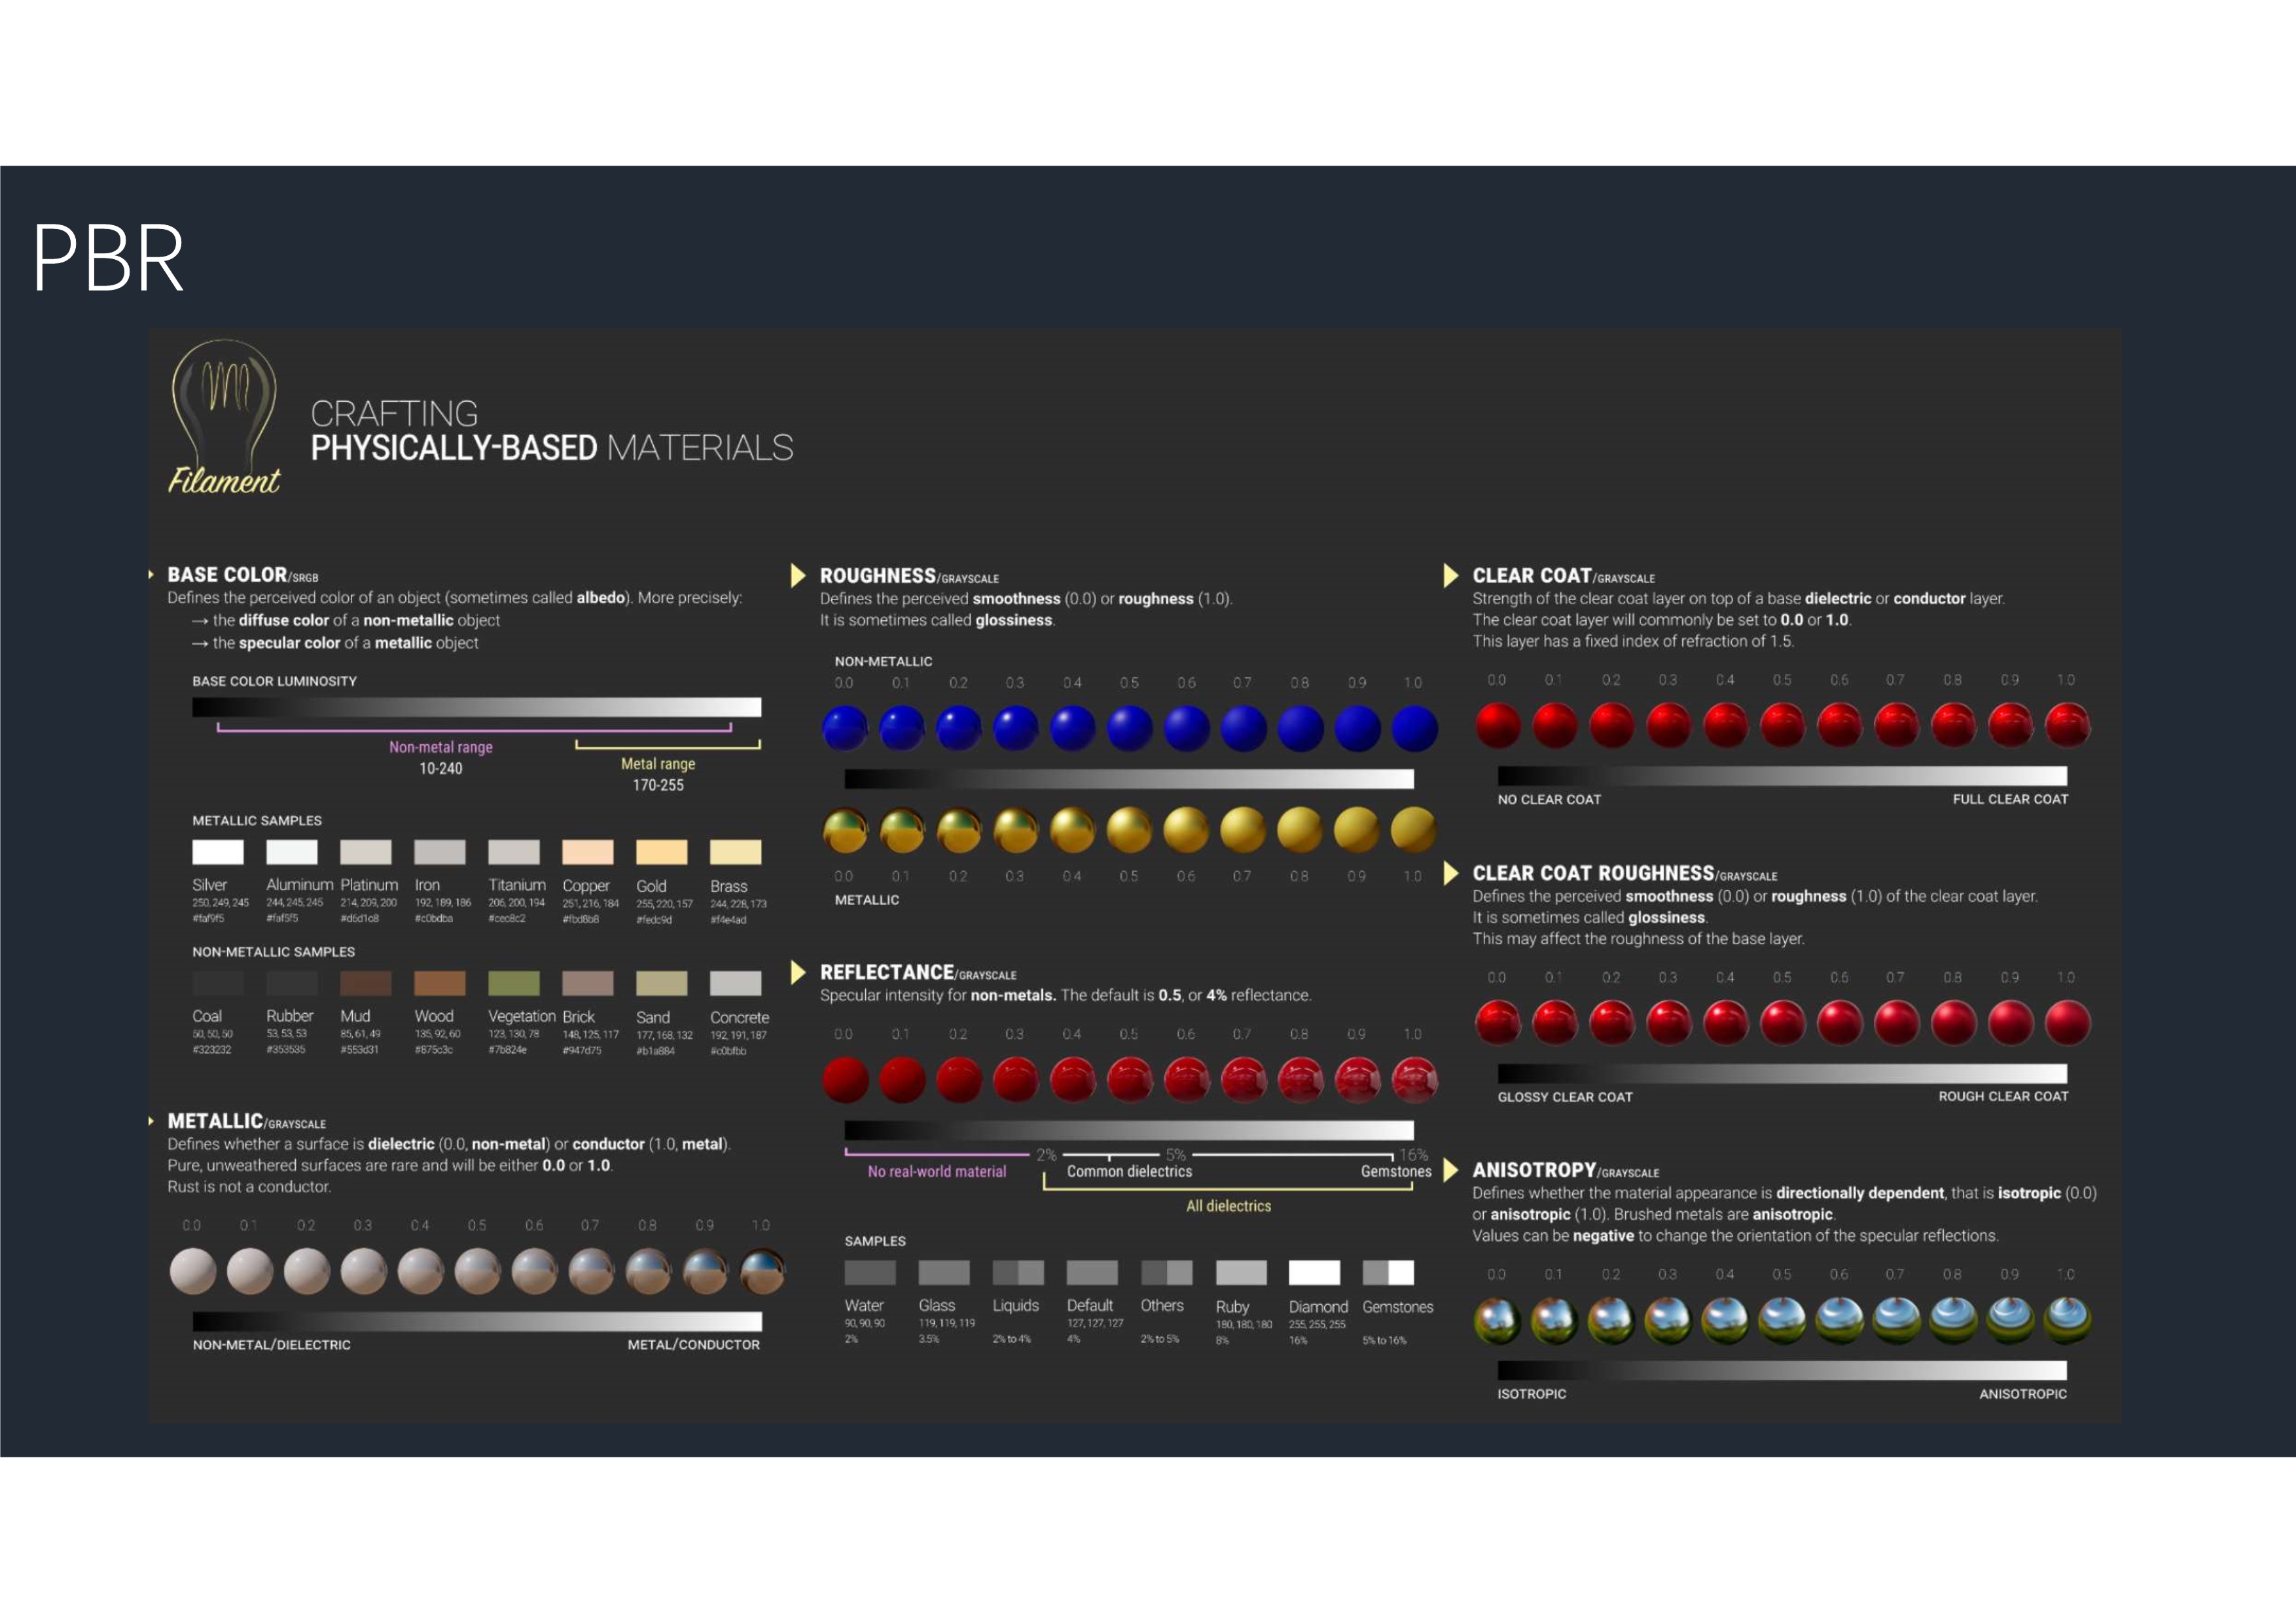 PBR
Filament
CRAFTING
PHYSICALLY-BASED MATERIALS
BASE COLOR/SRGB
Defines the perceived color of an object (sometimes called albedo). More precisely:
→ the diffuse color of a non-metallic object
→ the specular color of a metallic object
BASE COLOR LUMINOSITY
Non-metal range
10-240
Metal range
170-255
METALLIC SAMPLES
Silver Aluminum Platinum Iron Titanium Copper Gold Brass
250, 249, 245 244, 245, 245 214, 209, 200 192, 189, 186 206, 200, 194 251, 216, 184 255, 220, 157 244, 228, 173
#faf9f5 #faf5f5 #d6d1c8 #c0bdba #cec8c2 #fbd8b8 #fedc9d #f4e4ad
NON-METALLIC SAMPLES
Coal Rubber Mud Wood Vegetation Brick Sand Concrete
50, 50, 50 53, 53, 53 85, 61, 49 135, 92, 60 123, 130, 78 148, 125, 117 177, 168, 132 192, 191, 187
#323232 #353535 #553d31 #875c3c #7b824e #947d75 #b1a884 #c0bfbb
METALLIC/GRAYSCALE
Defines whether a surface is dielectric (0.0, non-metal) or conductor (1.0, metal).
Pure, unweathered surfaces are rare and will be either 0.0 or 1.0.
Rust is not a conductor.
0.0 0.1 0.2 0.3 0.4 0.5 0.6 0.7 0.8 0.9 1.0
NON-METAL/DIELECTRIC METAL/CONDUCTOR
ROUGHNESS/GRAYSCALE
Defines the perceived smoothness (0.0) or roughness (1.0).
It is sometimes called glossiness.
NON-METALLIC
0.0 0.1 0.2 0.3 0.4 0.5 0.6 0.7 0.8 0.9 1.0
0.0 0.1 0.2 0.3 0.4 0.5 0.6 0.7 0.8 0.9 1.0
METALLIC
REFLECTANCE/GRAYSCALE
Specular intensity for non-metals. The default is 0.5, or 4% reflectance.
0.0 0.1 0.2 0.3 0.4 0.5 0.6 0.7 0.8 0.9 1.0
2% 5% 16%
No real-world material Common dielectrics Gemstones
All dielectrics
SAMPLES
Water Glass Liquids Default Others Ruby Diamond Gemstones
90, 90, 90 119, 119, 119 127, 127, 127 180, 180, 180 255, 255, 255
2% 3.5% 2% to 4% 4% 2% to 5% 8% 16% 5% to 16%
CLEAR COAT/GRAYSCALE
Strength of the clear coat layer on top of a base dielectric or conductor layer.
The clear coat layer will commonly be set to 0.0 or 1.0.
This layer has a fixed index of refraction of 1.5.
0.0 0.1 0.2 0.3 0.4 0.5 0.6 0.7 0.8 0.9 1.0
NO CLEAR COAT FULL CLEAR COAT
CLEAR COAT ROUGHNESS/GRAYSCALE
Defines the perceived smoothness (0.0) or roughness (1.0) of the clear coat layer.
It is sometimes called glossiness.
This may affect the roughness of the base layer.
0.0 0.1 0.2 0.3 0.4 0.5 0.6 0.7 0.8 0.9 1.0
GLOSSY CLEAR COAT ROUGH CLEAR COAT
ANISOTROPY/GRAYSCALE
Defines whether the material appearance is directionally dependent, that is isotropic (0.0)
or anisotropic (1.0). Brushed metals are anisotropic.
Values can be negative to change the orientation of the specular reflections.
0.0 0.1 0.2 0.3 0.4 0.5 0.6 0.7 0.8 0.9 1.0
ISOTROPIC ANISOTROPIC